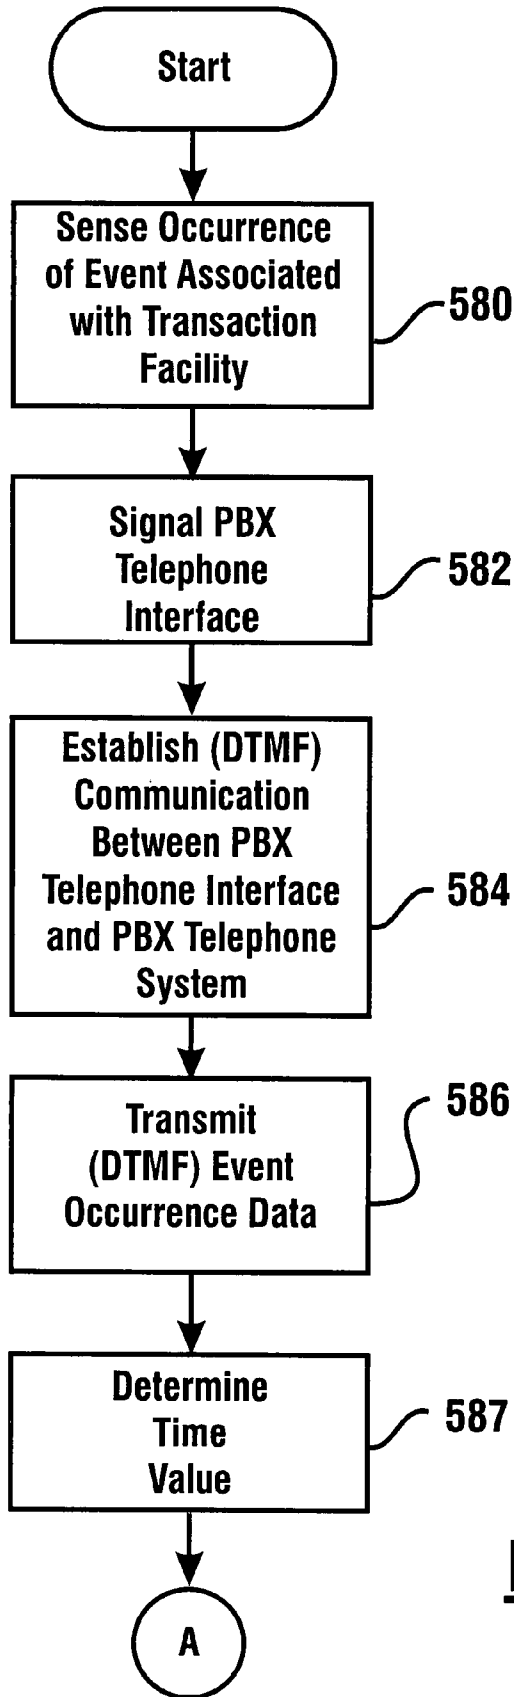 Start
Sense Occurrence
of Event Associated
with Transaction
Facility
580
Signal PBX
Telephone
Interface
582
Establish (DTMF)
Communication
Between PBX
Telephone Interface
and PBX Telephone
System
584
Transmit
(DTMF) Event
Occurrence Data
586
Determine
Time
Value
587
A